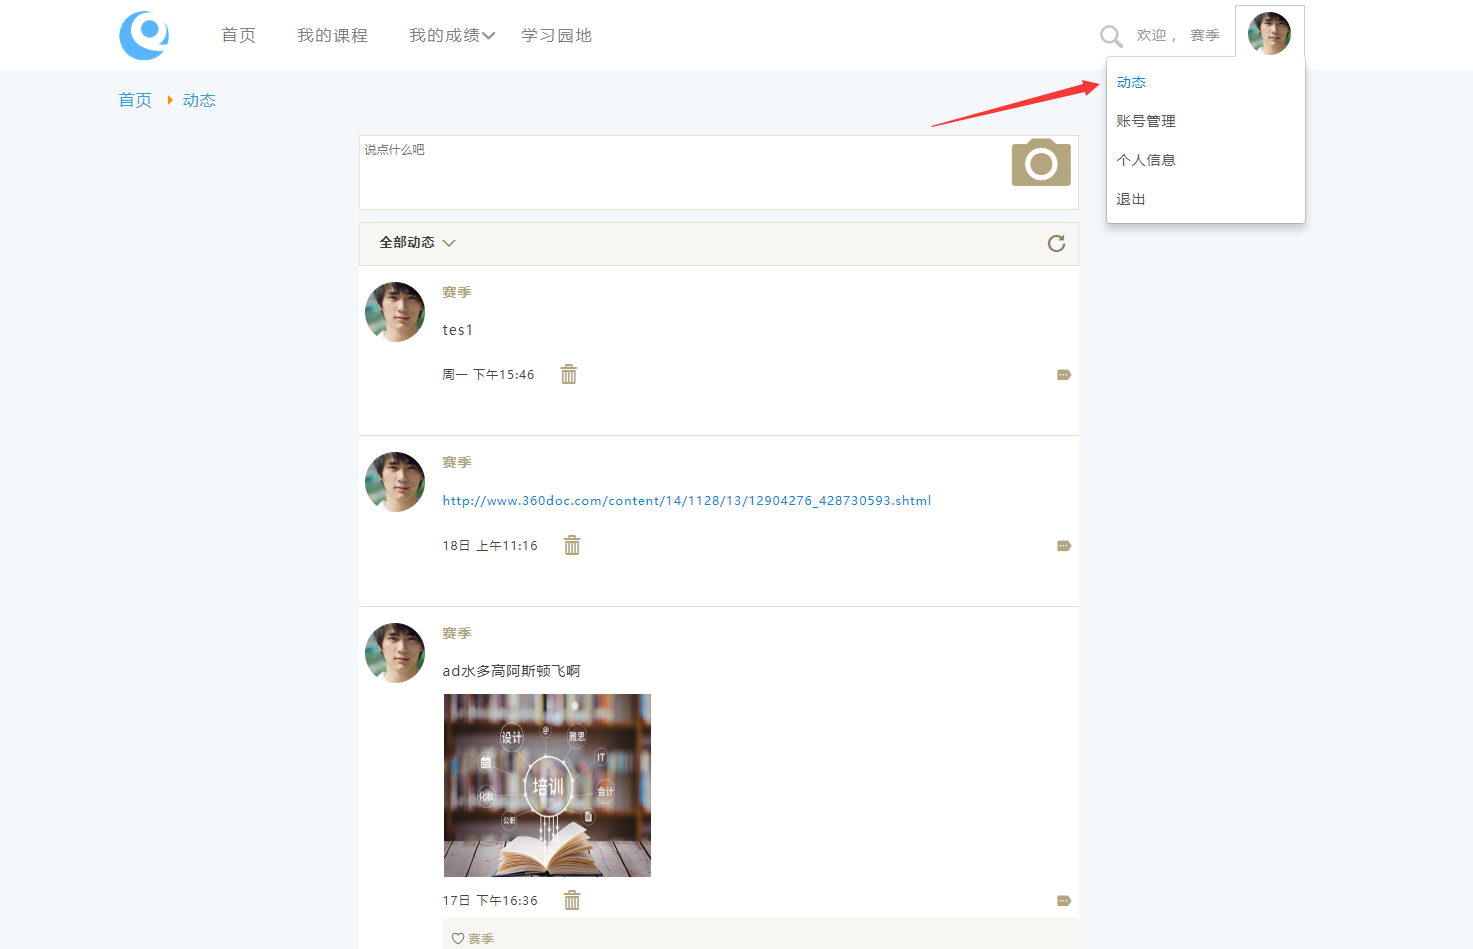 首页 我的课程 我的成绩 学习园地 欢迎， 赛季
动态
账号管理
个人信息
退出
首页 动态
说点什么吧
全部动态
赛季
tes1
周一 下午15:46
赛季
http://www.360doc.com/content/14/1128/13/12904276_428730593.shtml
18日 上午11:16
赛季
ad水多高阿斯顿飞啊
设计 @ 雅思
IT
培训
化妆 会计
公职
17日 下午16:36
赛季